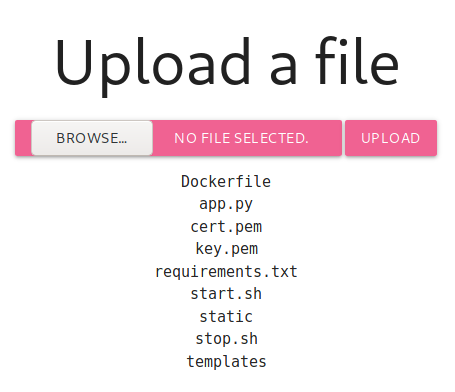 Upload a file
BROWSE... NO FILE SELECTED. UPLOAD
Dockerfile
app.py
cert.pem
key.pem
requirements.txt
start.sh
static
stop.sh
templates